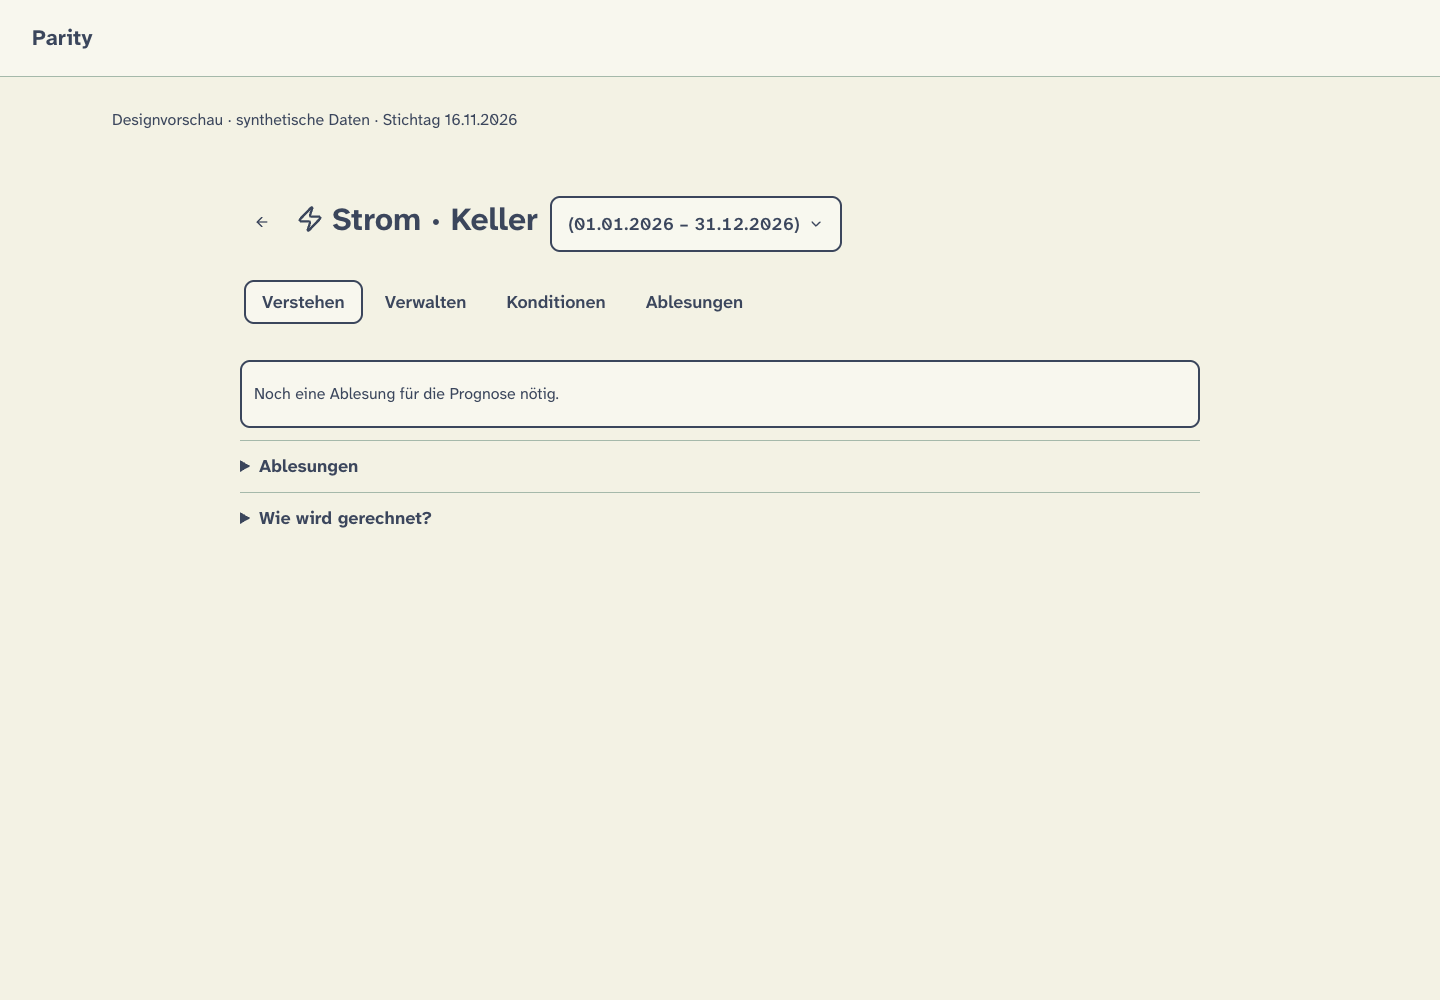 Parity
Designvorschau · synthetische Daten · Stichtag 16.11.2026
Strom · Keller (01.01.2026 – 31.12.2026)
Verstehen Verwalten Konditionen Ablesungen
Noch eine Ablesung für die Prognose nötig.
Ablesungen
Wie wird gerechnet?